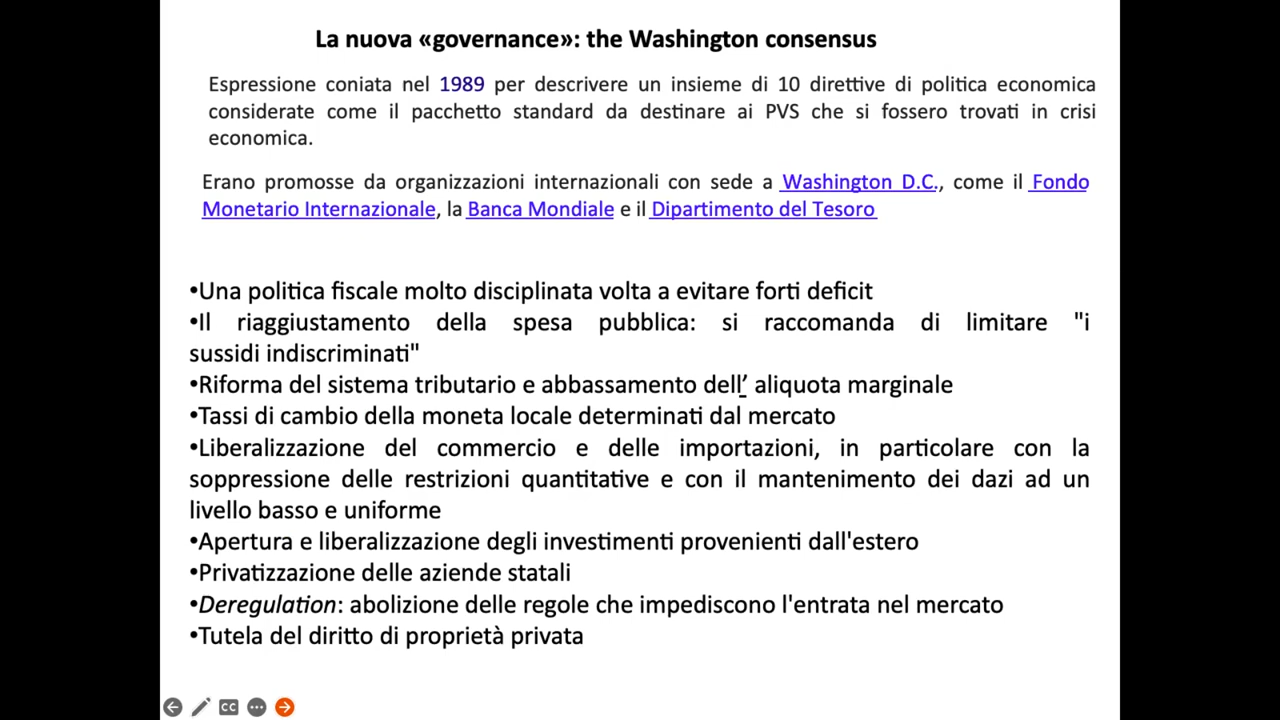 La nuova «governance»: the Washington consensus
Espressione coniata nel 1989 per descrivere un insieme di 10 direttive di politica economica
considerate come il pacchetto standard da destinare ai PVS che si fossero trovati in crisi
economica.
Erano promosse da organizzazioni internazionali con sede a Washington D.C., come il Fondo
Monetario Internazionale, la Banca Mondiale e il Dipartimento del Tesoro
•Una politica fiscale molto disciplinata volta a evitare forti deficit
•Il riaggiustamento della spesa pubblica: si raccomanda di limitare "i
sussidi indiscriminati"
•Riforma del sistema tributario e abbassamento dell’ aliquota marginale
•Tassi di cambio della moneta locale determinati dal mercato
•Liberalizzazione del commercio e delle importazioni, in particolare con la
soppressione delle restrizioni quantitative e con il mantenimento dei dazi ad un
livello basso e uniforme
•Apertura e liberalizzazione degli investimenti provenienti dall'estero
•Privatizzazione delle aziende statali
•Deregulation: abolizione delle regole che impediscono l'entrata nel mercato
•Tutela del diritto di proprietà privata
CC